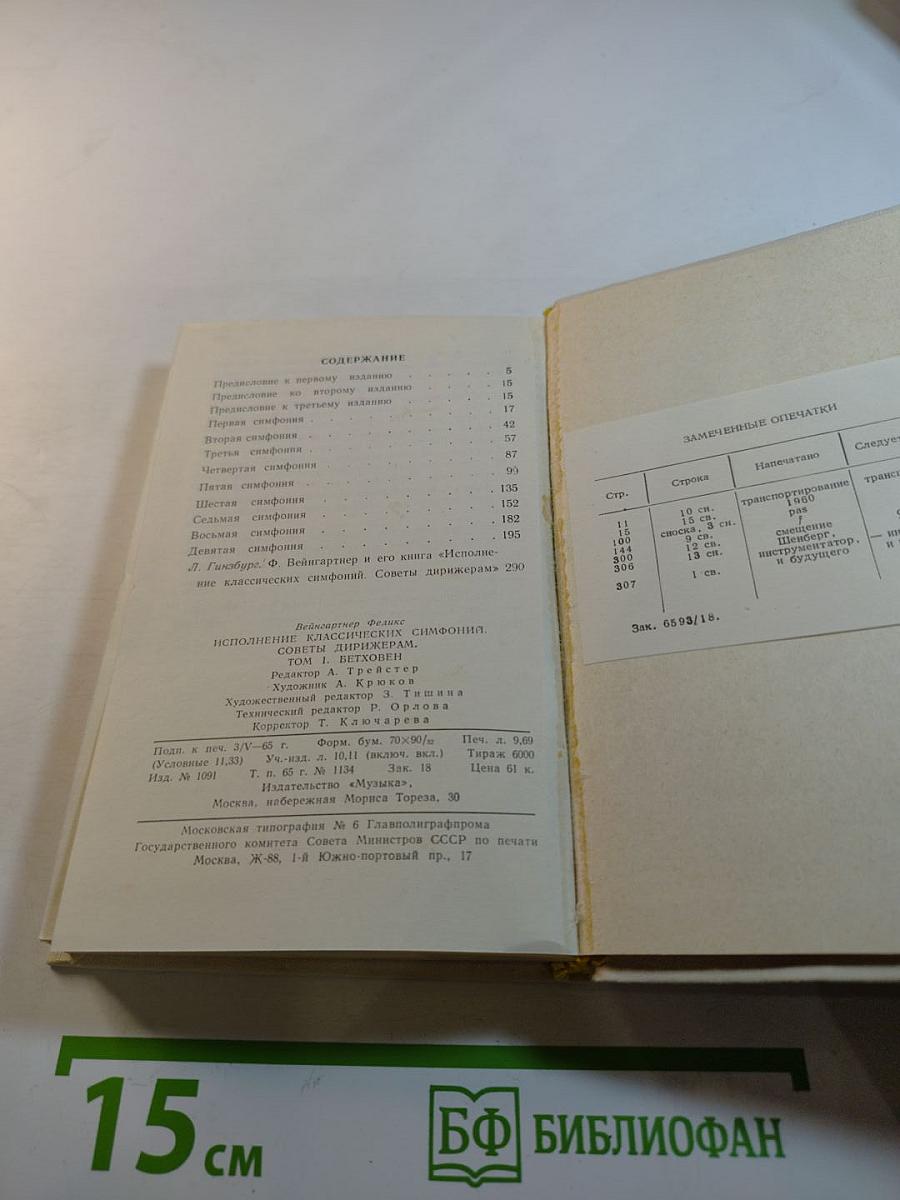 СОДЕРЖАНИЕ
Предисловие к первому изданию . . . . . 5
Предисловие ко второму изданию . . . . 15
Предисловие к третьему изданию . . . . 15
Первая симфония . . . . . . . . 17
Вторая симфония . . . . . . . . 42
Третья симфония . . . . . . . . 57
Четвертая симфония . . . . . . . 87
Пятая симфония . . . . . . . . 99
Шестая симфония . . . . . . . . 135
Седьмая симфония . . . . . . . . 152
Восьмая симфония . . . . . . . . 182
Девятая симфония . . . . . . . . 195
Л. Гинзбург. Ф. Вейнгартнер и его книга «Исполне-
ние классических симфоний. Советы дирижерам» 290
Вейнгартнер Феликс
ИСПОЛНЕНИЕ КЛАССИЧЕСКИХ СИМФОНИЙ.
СОВЕТЫ ДИРИЖЕРАМ.
ТОМ I. БЕТХОВЕН
Редактор А. Трейстер
Художник А. Крюков
Художественный редактор З. Тишина
Технический редактор Р. Орлова
Корректор Т. Ключарева
Подп. к печ. 3/V—65 г. Форм. бум. 70×90/32 Печ. л. 9,69
(Условные 11,33) Уч.-изд. л. 10,11 (включ. вкл.) Тираж 6000
Изд. № 1091 Т. п. 65 г. № 1134 Зак. 18 Цена 61 к.
Издательство «Музыка»,
Москва, набережная Мориса Тореза, 30
Московская типография № 6 Главполиграфпрома
Государственного комитета Совета Министров СССР по печати
Москва, Ж-88, 1-й Южно-портовый пр., 17
ЗАМЕЧЕННЫЕ ОПЕЧАТКИ
Стр. Строка Напечатано Следует
11 10 сн. транспортирование трансп
15 15 св. 1960
100 сноска, 3 сн. pas
144 9 св. f
300 12 св. смещение
306 13 сн. Шенберг,
инструментатор,
307 1 св. и будущего
Зак. 6593/18.
15 см
БФ БИБЛИОФАН